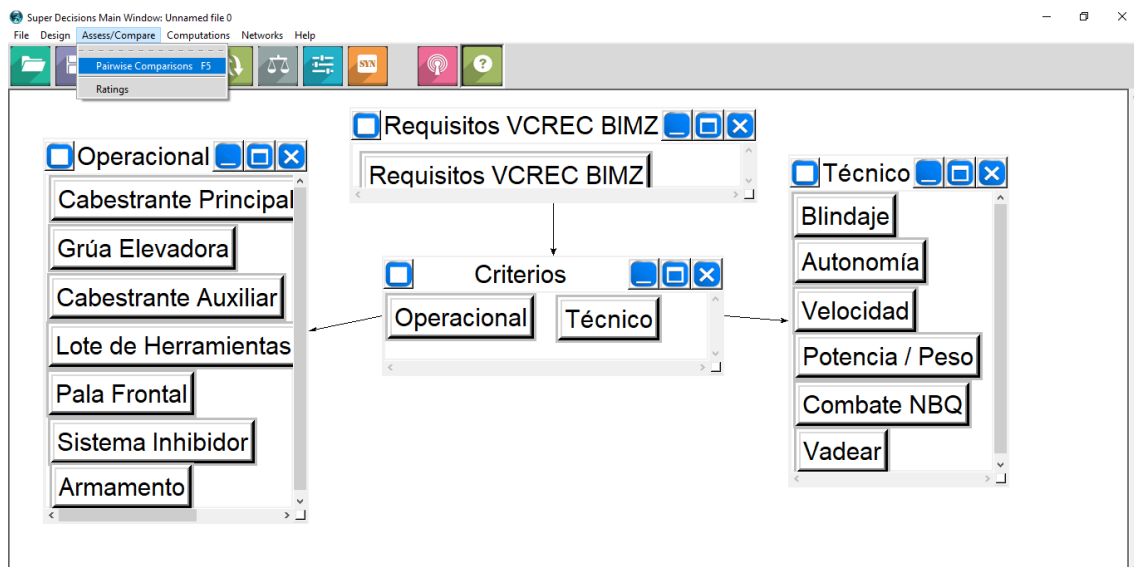 Super Decisions Main Window: Unnamed file 0
File Design Assess/Compare Computations Networks Help
Pairwise Comparisons F5
Ratings
SYN
?
Requisitos VCREC BIMZ
Requisitos VCREC BIMZ
Operacional
Cabestrante Principal
Grúa Elevadora
Cabestrante Auxiliar
Lote de Herramientas
Pala Frontal
Sistema Inhibidor
Armamento
Criterios
Operacional Técnico
Técnico
Blindaje
Autonomía
Velocidad
Potencia / Peso
Combate NBQ
Vadear